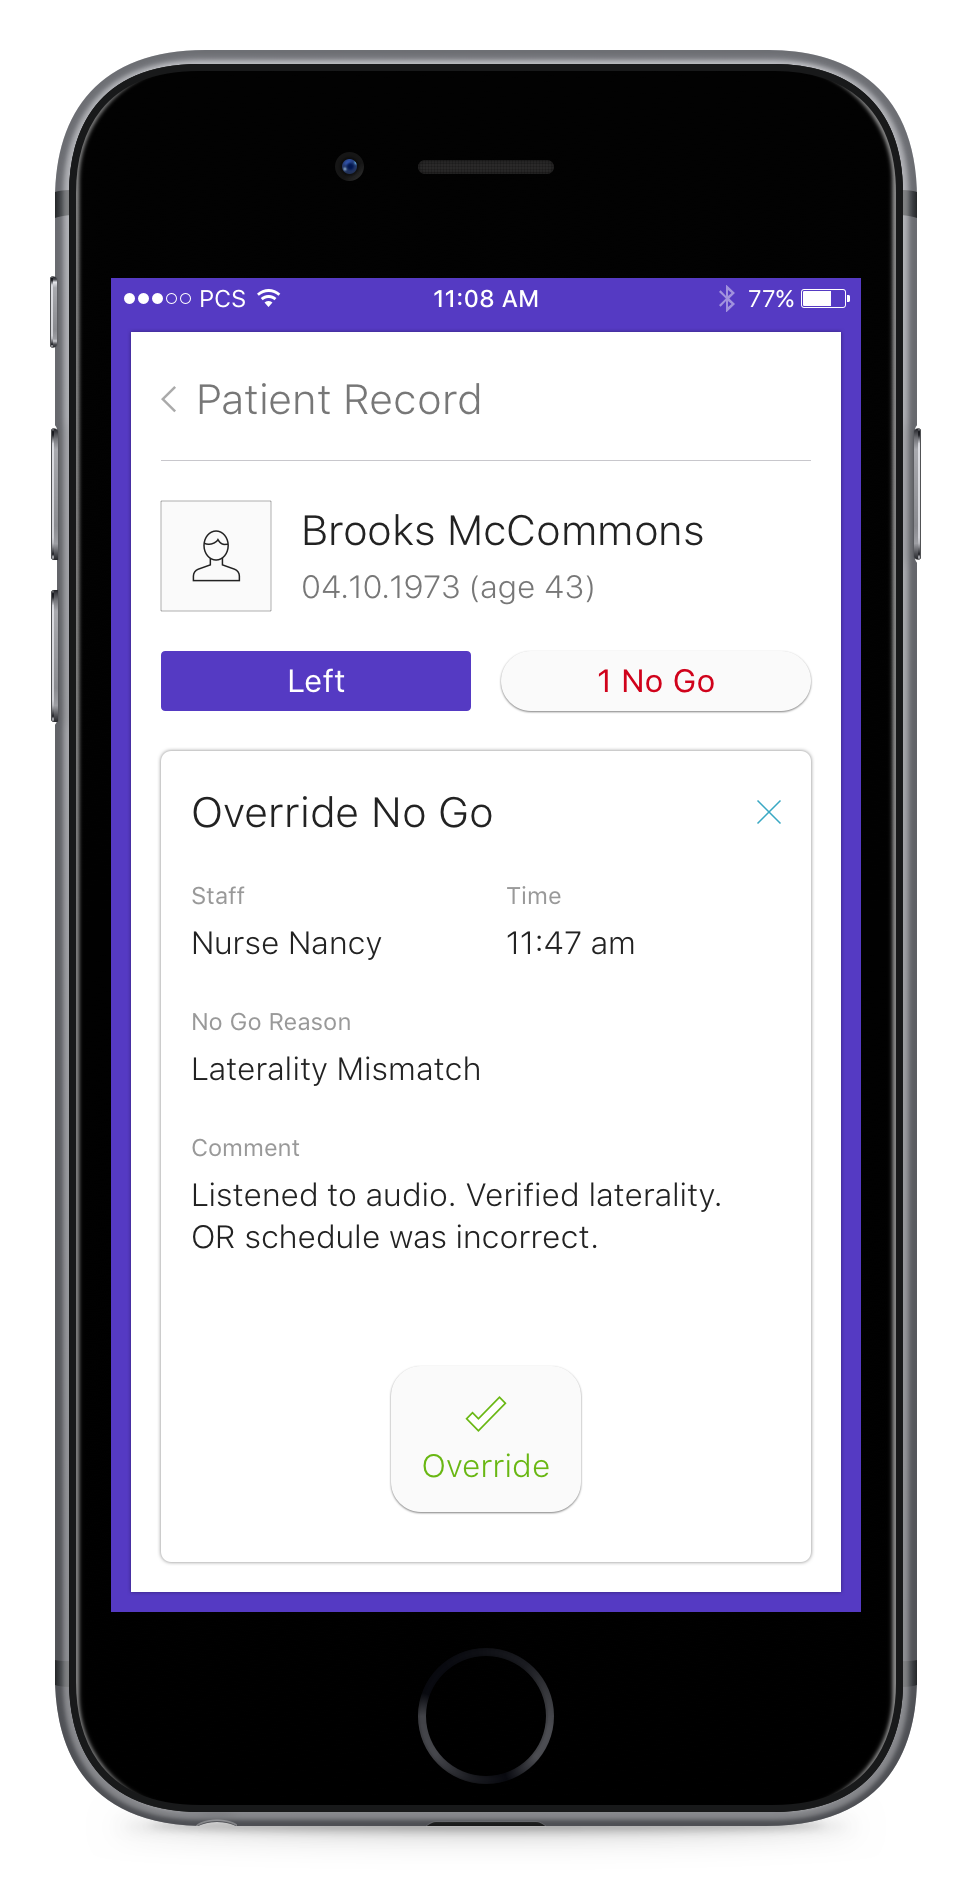 PCS 11:08 AM 77%
Patient Record
Brooks McCommons
04.10.1973 (age 43)
Left
1 No Go
Override No Go
Staff
Time
Nurse Nancy
11:47 am
No Go Reason
Laterality Mismatch
Comment
Listened to audio. Verified laterality.
OR schedule was incorrect.
Override